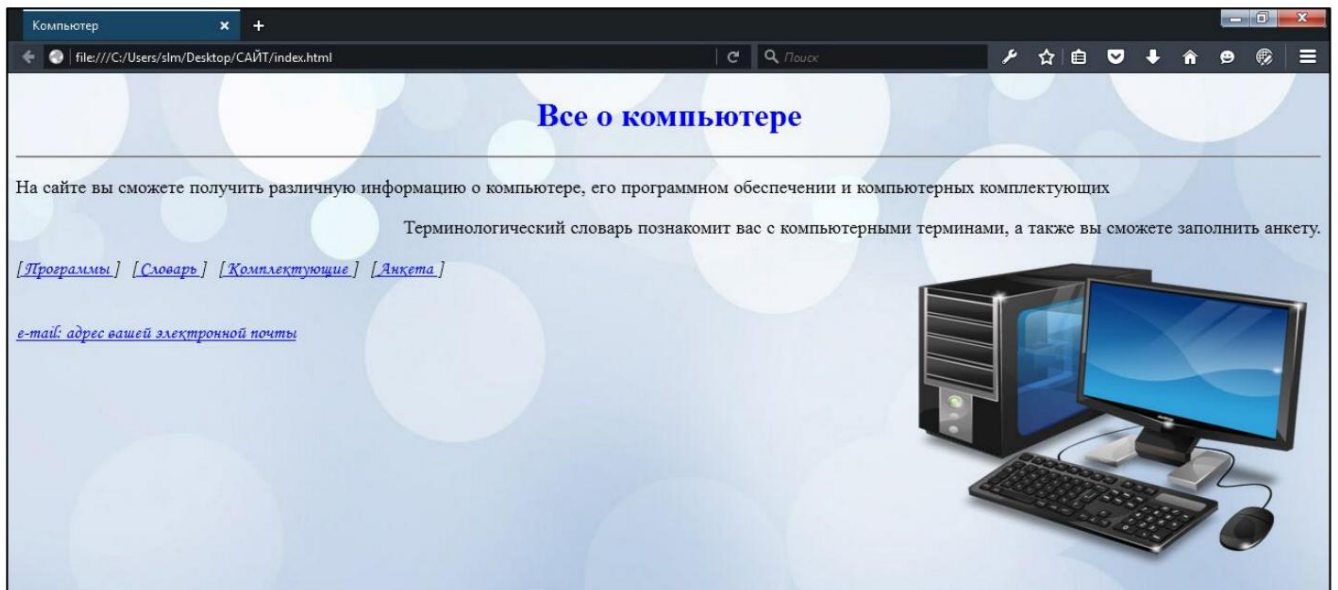 Компьютер
file:///C:/Users/slm/Desktop/САЙТ/index.html
Поиск
Все о компьютере
На сайте вы сможете получить различную информацию о компьютере, его программном обеспечении и компьютерных комплектующих
Терминологический словарь познакомит вас с компьютерными терминами, а также вы сможете заполнить анкету.
[ Программы ] [ Словарь ] [ Комплектующие ] [ Анкета ]
e-mail: адрес вашей электронной почты